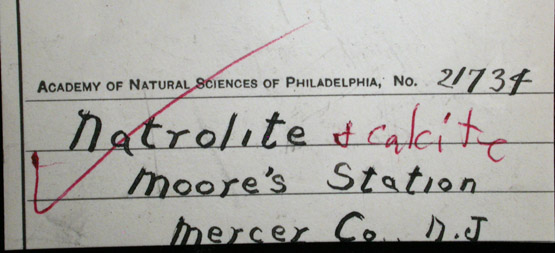 ACADEMY OF NATURAL SCIENCES OF PHILADELPHIA, No. 21734
Natrolite & calcite
Moore's Station
Mercer Co., N.J